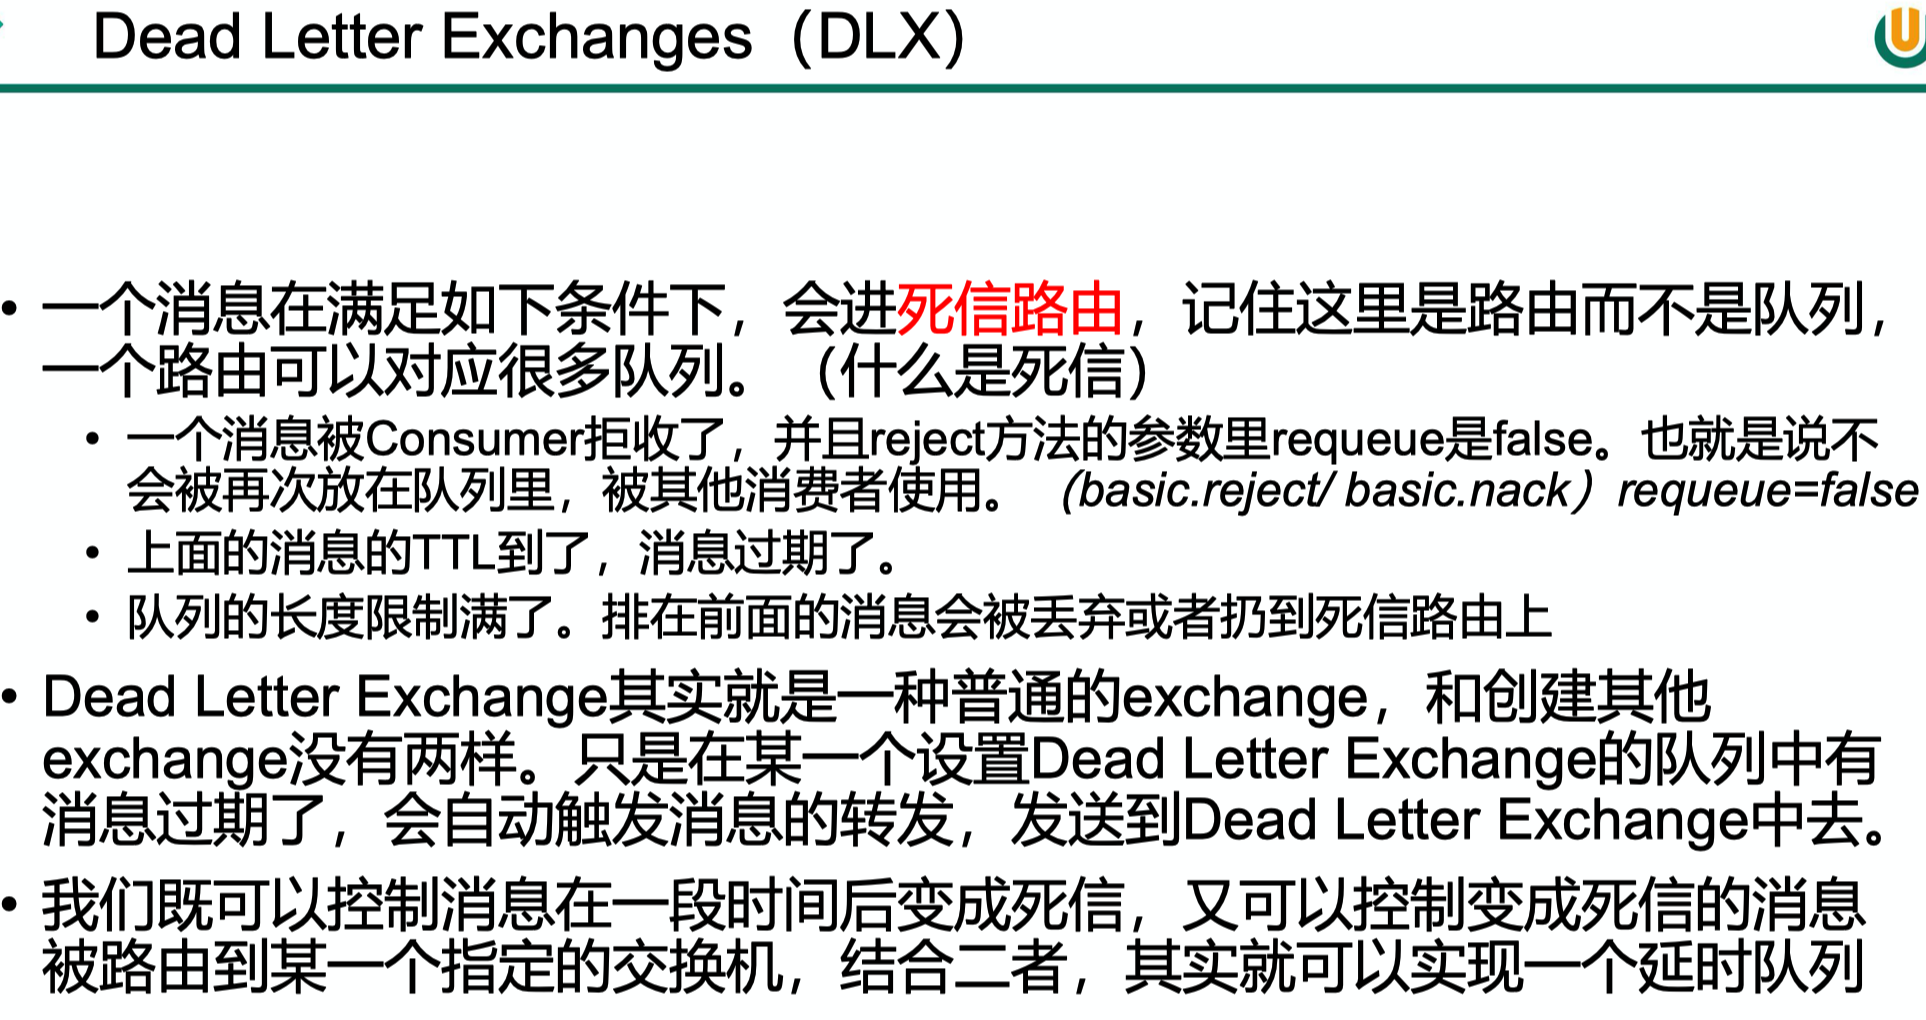 Dead Letter Exchanges（DLX）
U
• 一个消息在满足如下条件下，会进死信路由，记住这里是路由而不是队列，
一个路由可以对应很多队列。（什么是死信）
• 一个消息被Consumer拒收了，并且reject方法的参数里requeue是false。也就是说不
会被再次放在队列里，被其他消费者使用。（basic.reject/ basic.nack）requeue=false
• 上面的消息的TTL到了，消息过期了。
• 队列的长度限制满了。排在前面的消息会被丢弃或者扔到死信路由上
• Dead Letter Exchange其实就是一种普通的exchange，和创建其他
exchange没有两样。只是在某一个设置Dead Letter Exchange的队列中有
消息过期了，会自动触发消息的转发，发送到Dead Letter Exchange中去。
• 我们既可以控制消息在一段时间后变成死信，又可以控制变成死信的消息
被路由到某一个指定的交换机，结合二者，其实就可以实现一个延时队列